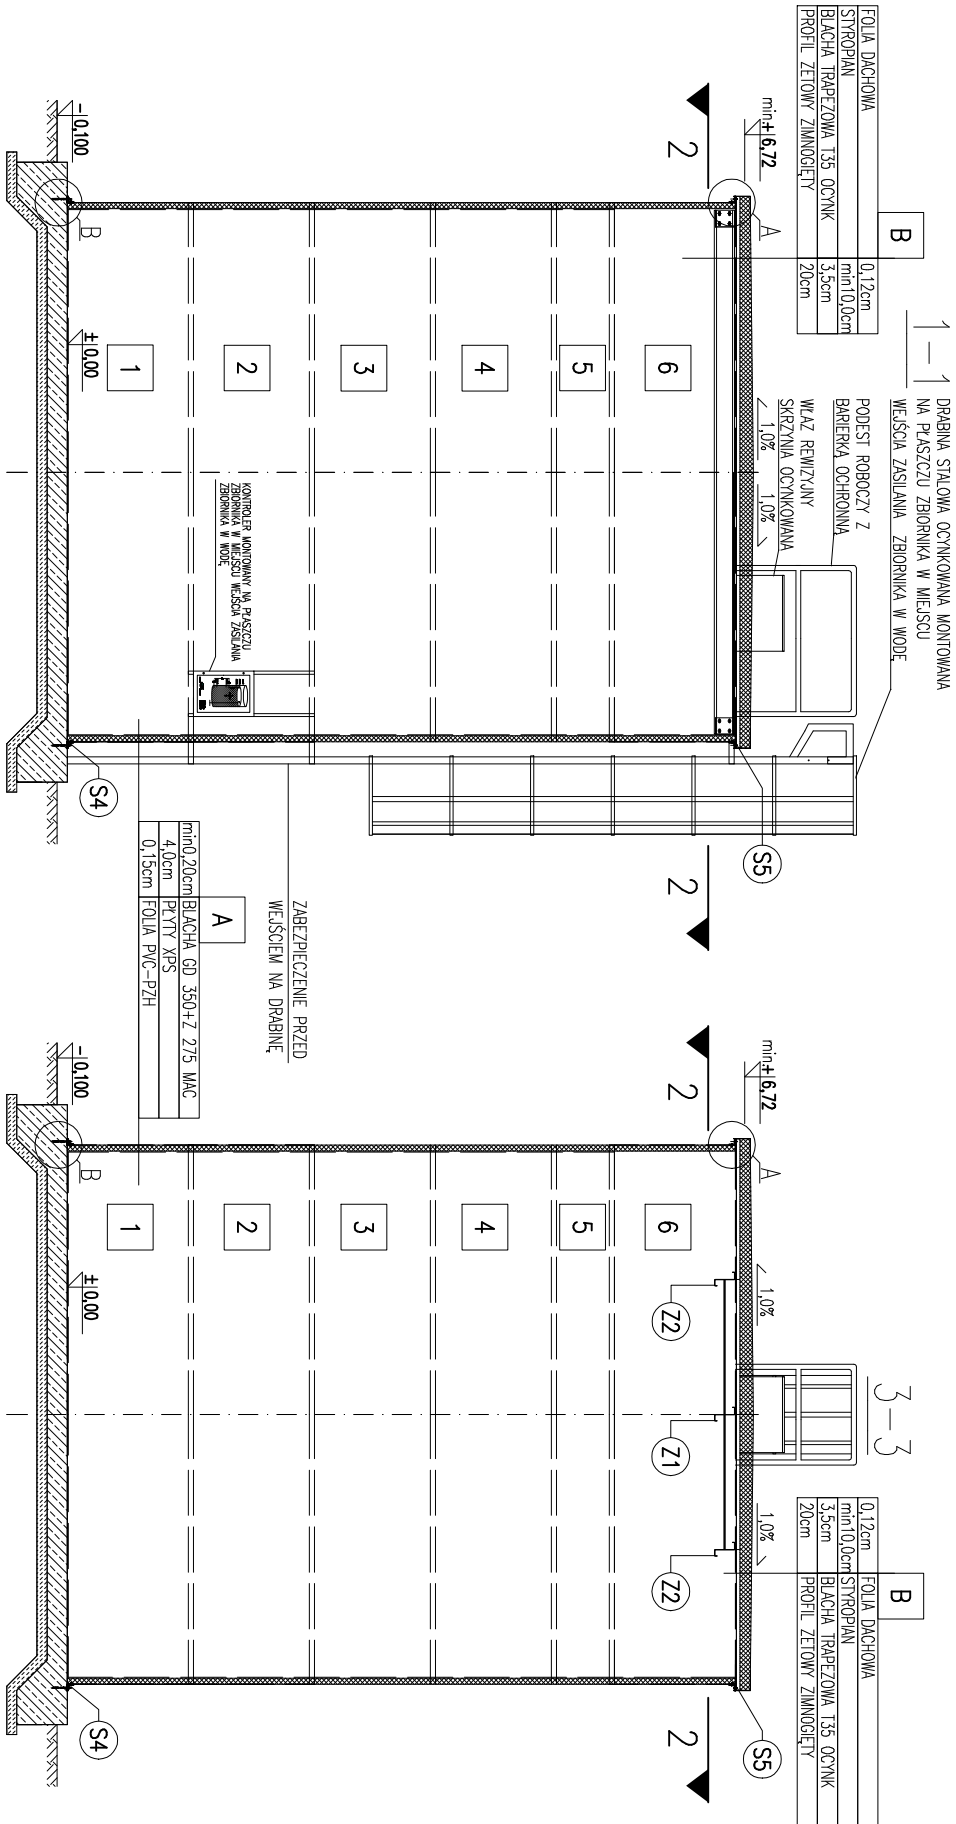 1-1
B
FOLIA DACHOWA 0,12cm
STYROPIAN min10,0cm
BLACHA TRAPEZOWA T35 OCYNK 3,5cm
PROFIL ZETOWY ZIMNOGIĘTY 20cm
DRABINA STALOWA OCYNKOWANA MONTOWANA
NA PŁASZCZU ZBIORNIKA W MIEJSCU
WEJŚCIA ZASILANIA ZBIORNIKA W WODĘ
PODEST ROBOCZY Z
BARIERKĄ OCHRONNĄ
WŁAZ REWIZYJNY
SKRZYNIA OCYNKOWANA
min.+6,72
A
1,0%
1,0%
2
2
S5
6
5
4
3
2
1
KONTROLER MONTOWANY NA PŁASZCZU
ZBIORNIKA W MIEJSCU WEJŚCIA ZASILANIA
ZBIORNIKA W WODĘ
±0,00
-0,100
B
S4
ZABEZPIECZENIE PRZED
WEJŚCIEM NA DRABINĘ
A
min0,20cm BLACHA GD 350+Z 275 MAC
4,0cm PŁYTY XPS
0,15cm FOLIA PVC-PZH
3-3
B
0,12cm FOLIA DACHOWA
min10,0cm STYROPIAN
3,5cm BLACHA TRAPEZOWA T35 OCYNK
20cm PROFIL ZETOWY ZIMNOGIĘTY
min.+6,72
A
1,0%
1,0%
2
2
S5
Z2
Z1
Z2
6
5
4
3
2
1
±0,00
-0,100
B
S4